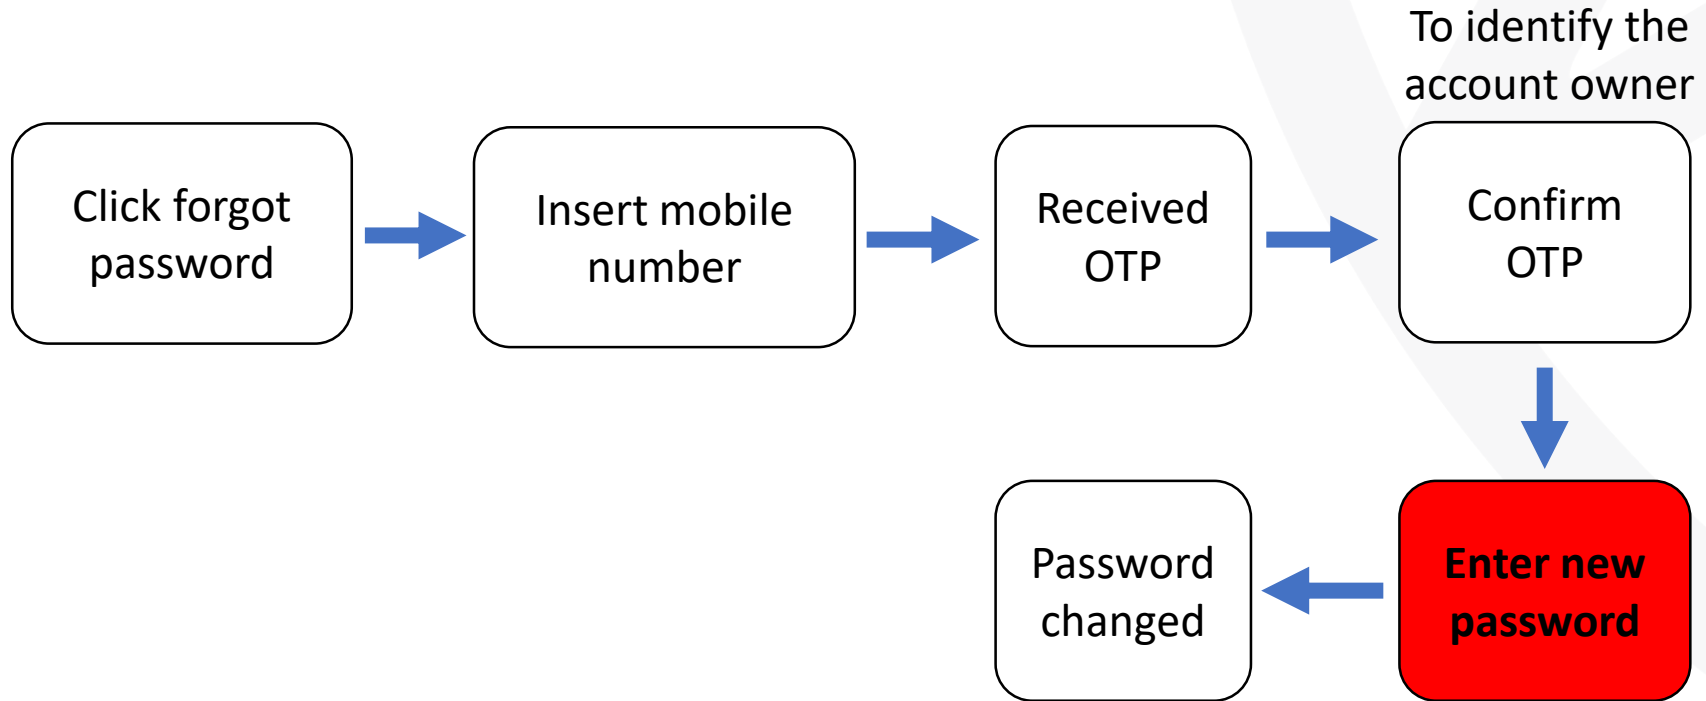 To identify the
account owner
Click forgot
password
Insert mobile
number
Received
OTP
Confirm
OTP
Enter new
password
Password
changed